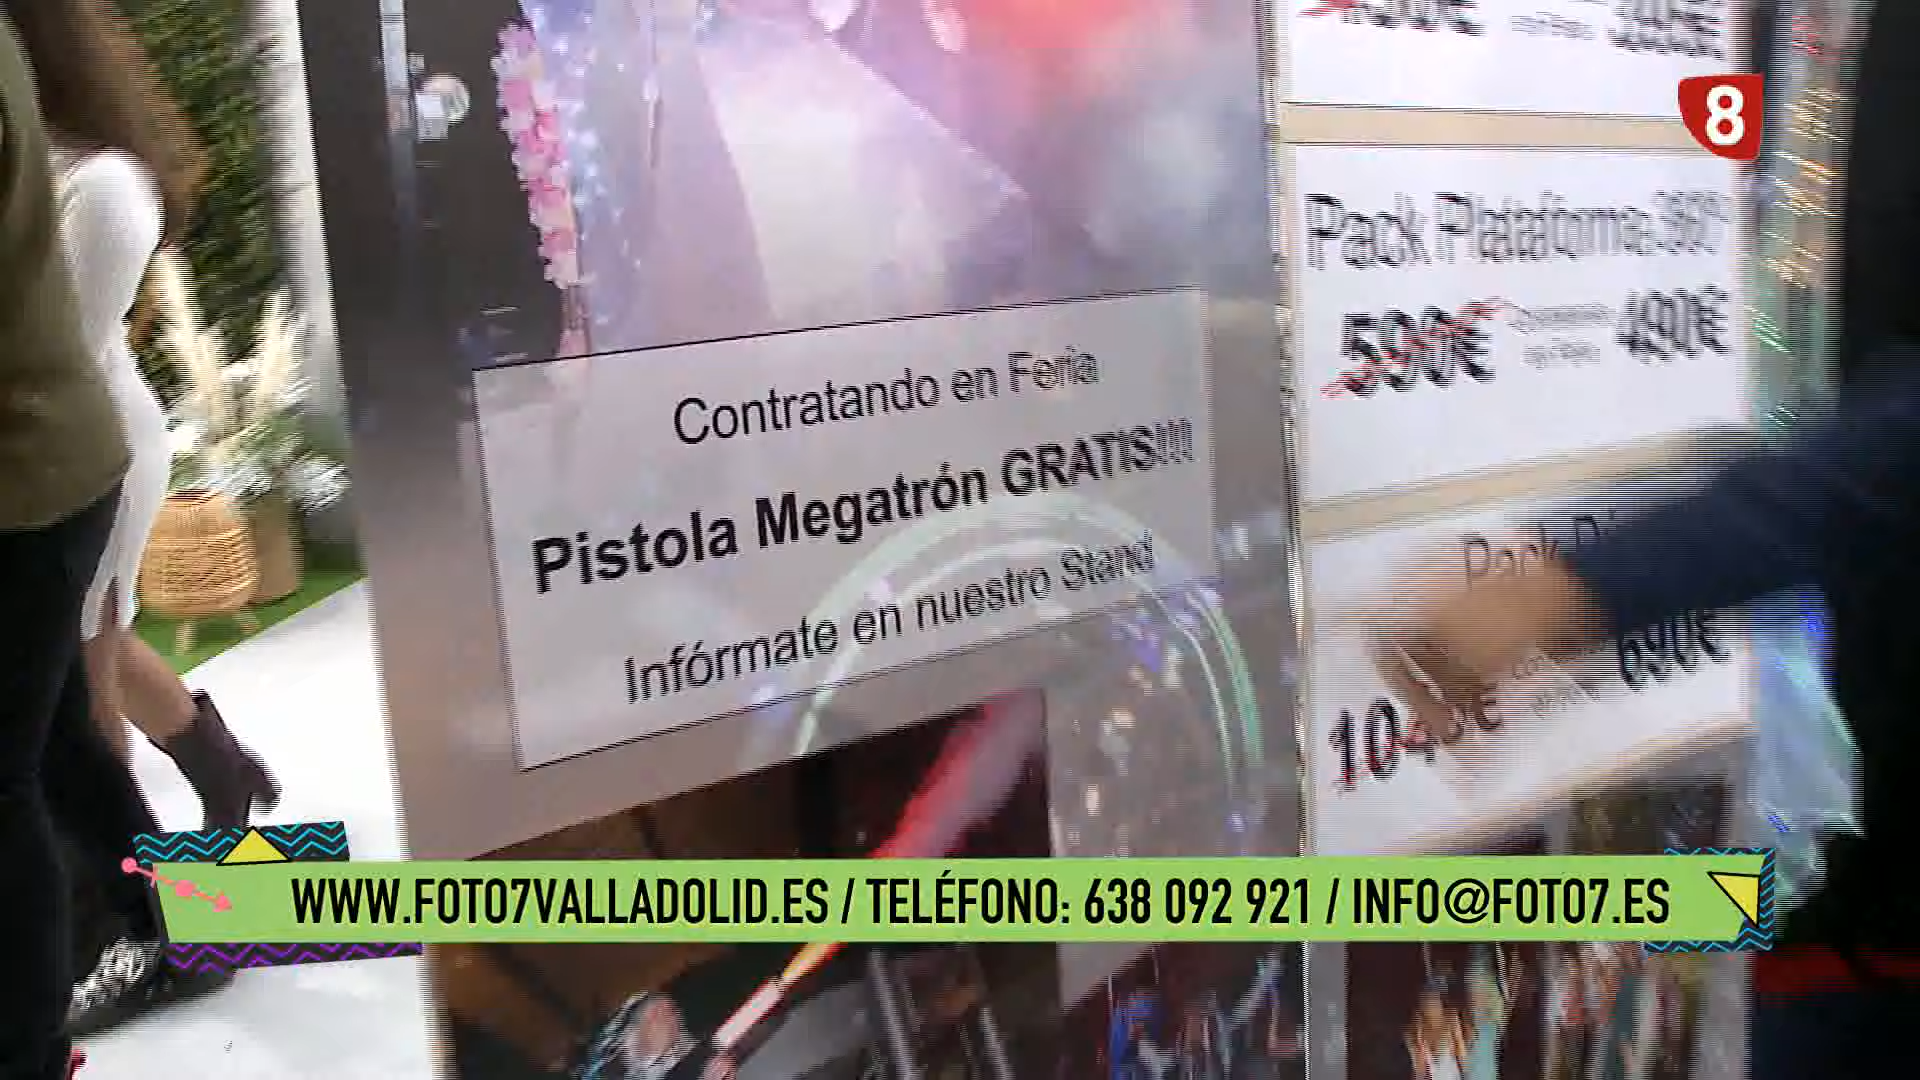 8
Contratando en Feria
Pistola Megatrón GRATIS!!!
Infórmate en nuestro Stand
Pack Plataforma 360º
590€
490€
Pack
690€
WWW.FOTO7VALLADOLID.ES / TELÉFONO: 638 092 921 / INFO@FOTO7.ES